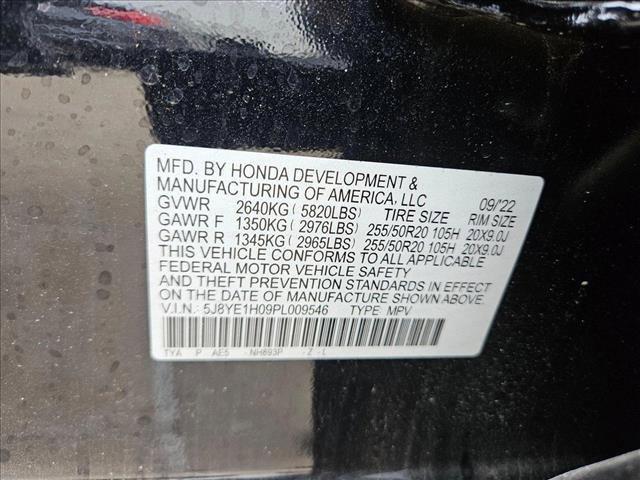 MFD. BY HONDA DEVELOPMENT &
MANUFACTURING OF AMERICA, LLC 09/'22
GVWR 2640KG ( 5820LBS) TIRE SIZE RIM SIZE
GAWR F 1350KG ( 2976LBS) 255/50R20 105H 20X9.0J
GAWR R 1345KG ( 2965LBS) 255/50R20 105H 20X9.0J
THIS VEHICLE CONFORMS TO ALL APPLICABLE
FEDERAL MOTOR VEHICLE SAFETY
AND THEFT PREVENTION STANDARDS IN EFFECT
ON THE DATE OF MANUFACTURE SHOWN ABOVE.
V.I.N.: 5J8YE1H09PL009546 TYPE: MPV
TYA P AE5 -NH893P -Z -L